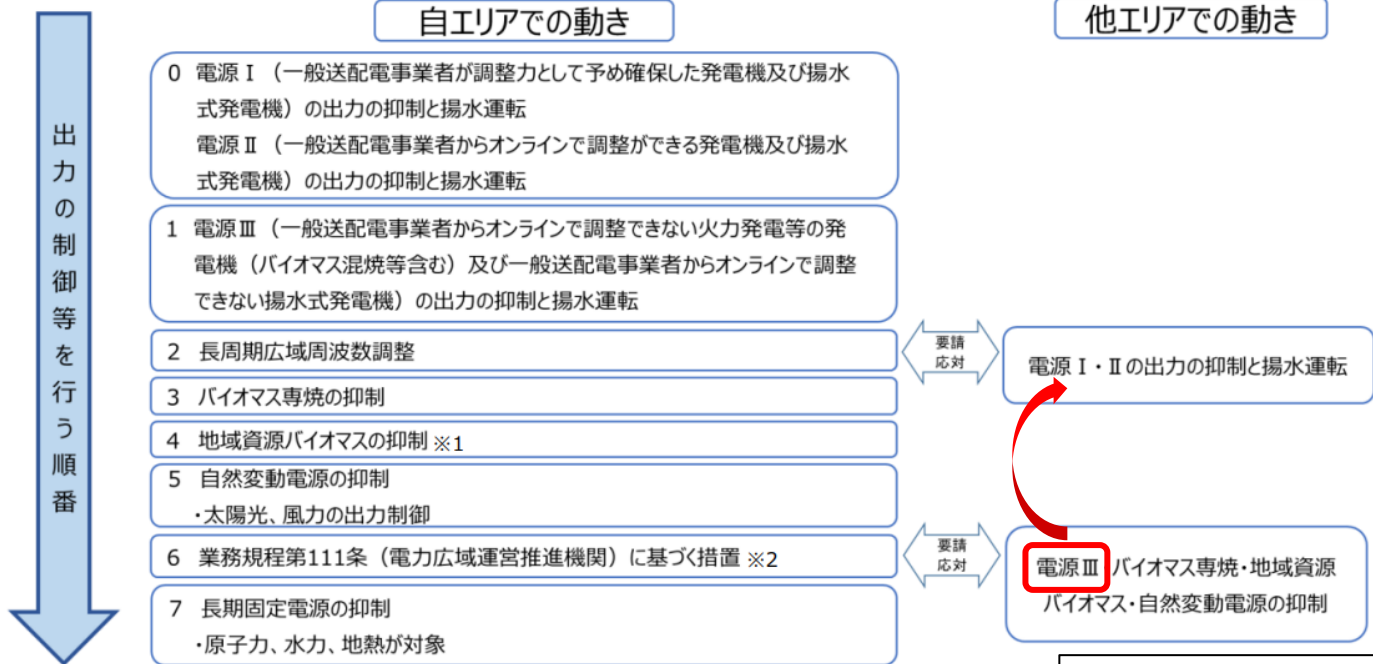 自エリアでの動き
他エリアでの動き
出力の制御等を行う順番
0 電源Ⅰ（一般送配電事業者が調整力として予め確保した発電機及び揚水
式発電機）の出力の抑制と揚水運転
電源Ⅱ（一般送配電事業者からオンラインで調整ができる発電機及び揚水
式発電機）の出力の抑制と揚水運転
1 電源Ⅲ（一般送配電事業者からオンラインで調整できない火力発電等の発
電機（バイオマス混焼等含む）及び一般送配電事業者からオンラインで調整
できない揚水式発電機）の出力の抑制と揚水運転
2 長周期広域周波数調整
要請
応対
電源Ⅰ・Ⅱの出力の抑制と揚水運転
3 バイオマス専焼の抑制
4 地域資源バイオマスの抑制 ※1
5 自然変動電源の抑制
・太陽光、風力の出力制御
6 業務規程第111条（電力広域運営推進機関）に基づく措置 ※2
要請
応対
電源Ⅲ バイオマス専焼・地域資源
バイオマス・自然変動電源の抑制
7 長期固定電源の抑制
・原子力、水力、地熱が対象